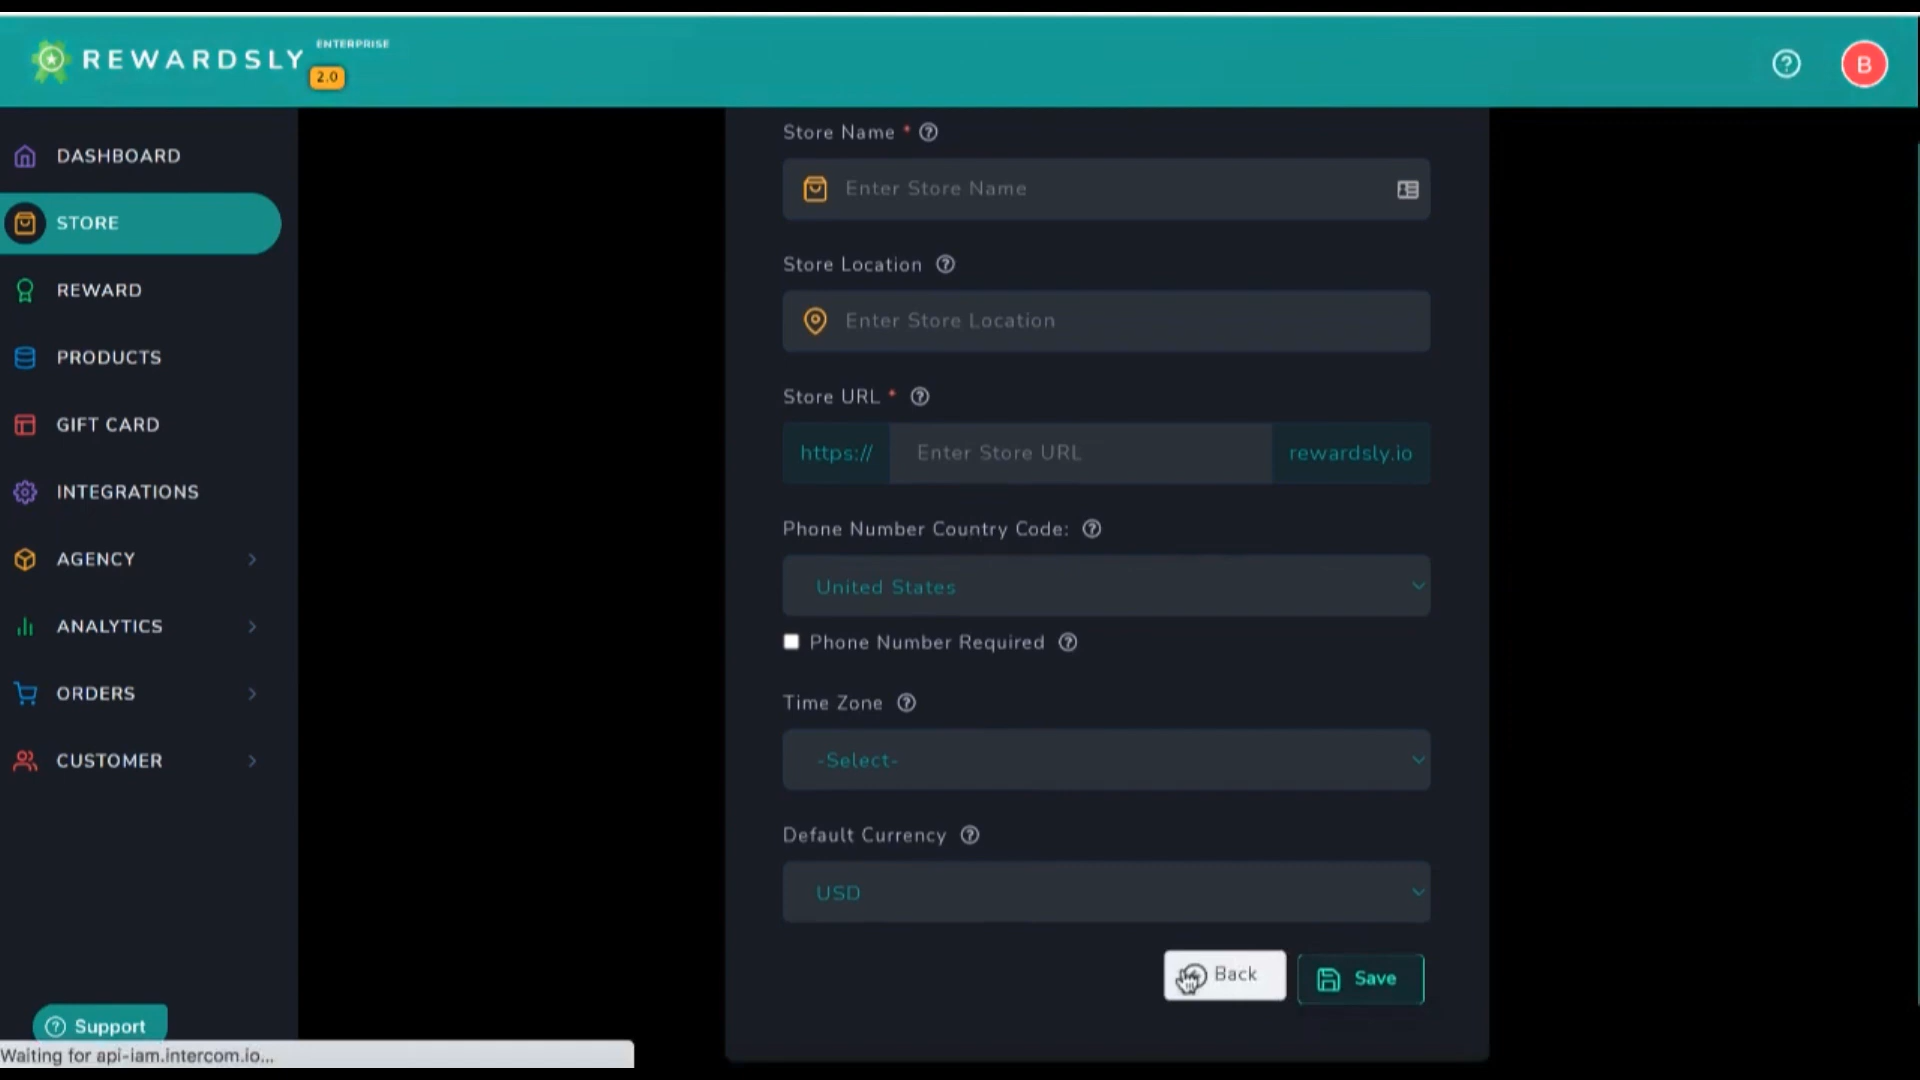 REWARDSLY
ENTERPRISE
2.0
B
DASHBOARD
STORE
REWARD
PRODUCTS
GIFT CARD
INTEGRATIONS
AGENCY
ANALYTICS
ORDERS
CUSTOMER
Support
Waiting for api-iam.intercom.io...
Store Name *
Enter Store Name
Store Location
Enter Store Location
Store URL *
https:// Enter Store URL rewardsly.io
Phone Number Country Code:
United States
Phone Number Required
Time Zone
-Select-
Default Currency
USD
Back Save